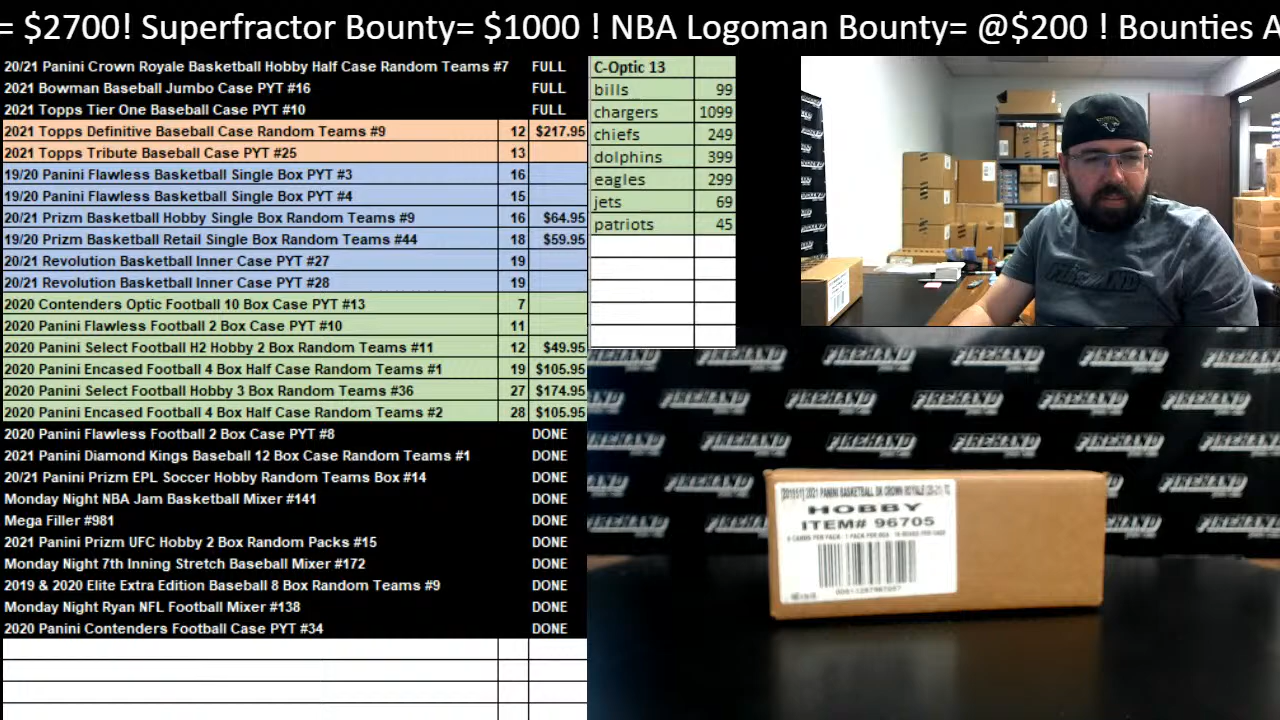 = $2700! Superfractor Bounty= $1000 ! NBA Logoman Bounty= @$200 ! Bounties A
20/21 Panini Crown Royale Basketball Hobby Half Case Random Teams #7 FULL
2021 Bowman Baseball Jumbo Case PYT #16 FULL
2021 Topps Tier One Baseball Case PYT #10 FULL
2021 Topps Definitive Baseball Case Random Teams #9 12 $217.95
2021 Topps Tribute Baseball Case PYT #25 13
19/20 Panini Flawless Basketball Single Box PYT #3 16
19/20 Panini Flawless Basketball Single Box PYT #4 15
20/21 Prizm Basketball Hobby Single Box Random Teams #9 16 $64.95
19/20 Prizm Basketball Retail Single Box Random Teams #44 18 $59.95
20/21 Revolution Basketball Inner Case PYT #27 19
20/21 Revolution Basketball Inner Case PYT #28 19
2020 Contenders Optic Football 10 Box Case PYT #13 7
2020 Panini Flawless Football 2 Box Case PYT #10 11
2020 Panini Select Football H2 Hobby 2 Box Random Teams #11 12 $49.95
2020 Panini Encased Football 4 Box Half Case Random Teams #1 19 $105.95
2020 Panini Select Football Hobby 3 Box Random Teams #36 27 $174.95
2020 Panini Encased Football 4 Box Half Case Random Teams #2 28 $105.95
2020 Panini Flawless Football 2 Box Case PYT #8 DONE
2021 Panini Diamond Kings Baseball 12 Box Case Random Teams #1 DONE
20/21 Panini Prizm EPL Soccer Hobby Random Teams Box #14 DONE
Monday Night NBA Jam Basketball Mixer #141 DONE
Mega Filler #981 DONE
2021 Panini Prizm UFC Hobby 2 Box Random Packs #15 DONE
Monday Night 7th Inning Stretch Baseball Mixer #172 DONE
2019 & 2020 Elite Extra Edition Baseball 8 Box Random Teams #9 DONE
Monday Night Ryan NFL Football Mixer #138 DONE
2020 Panini Contenders Football Case PYT #34 DONE
C-Optic 13
bills 99
chargers 1099
chiefs 249
dolphins 399
eagles 299
jets 69
patriots 45
FIREHAND
FIREHAND FIREHAND FIREHAND FIREHAND
FIREHAND FIREHAND FIREHAND FIREHAND
2021 PANINI BASKETBALL DK CROWN ROYALE
HOBBY
ITEM# 96705